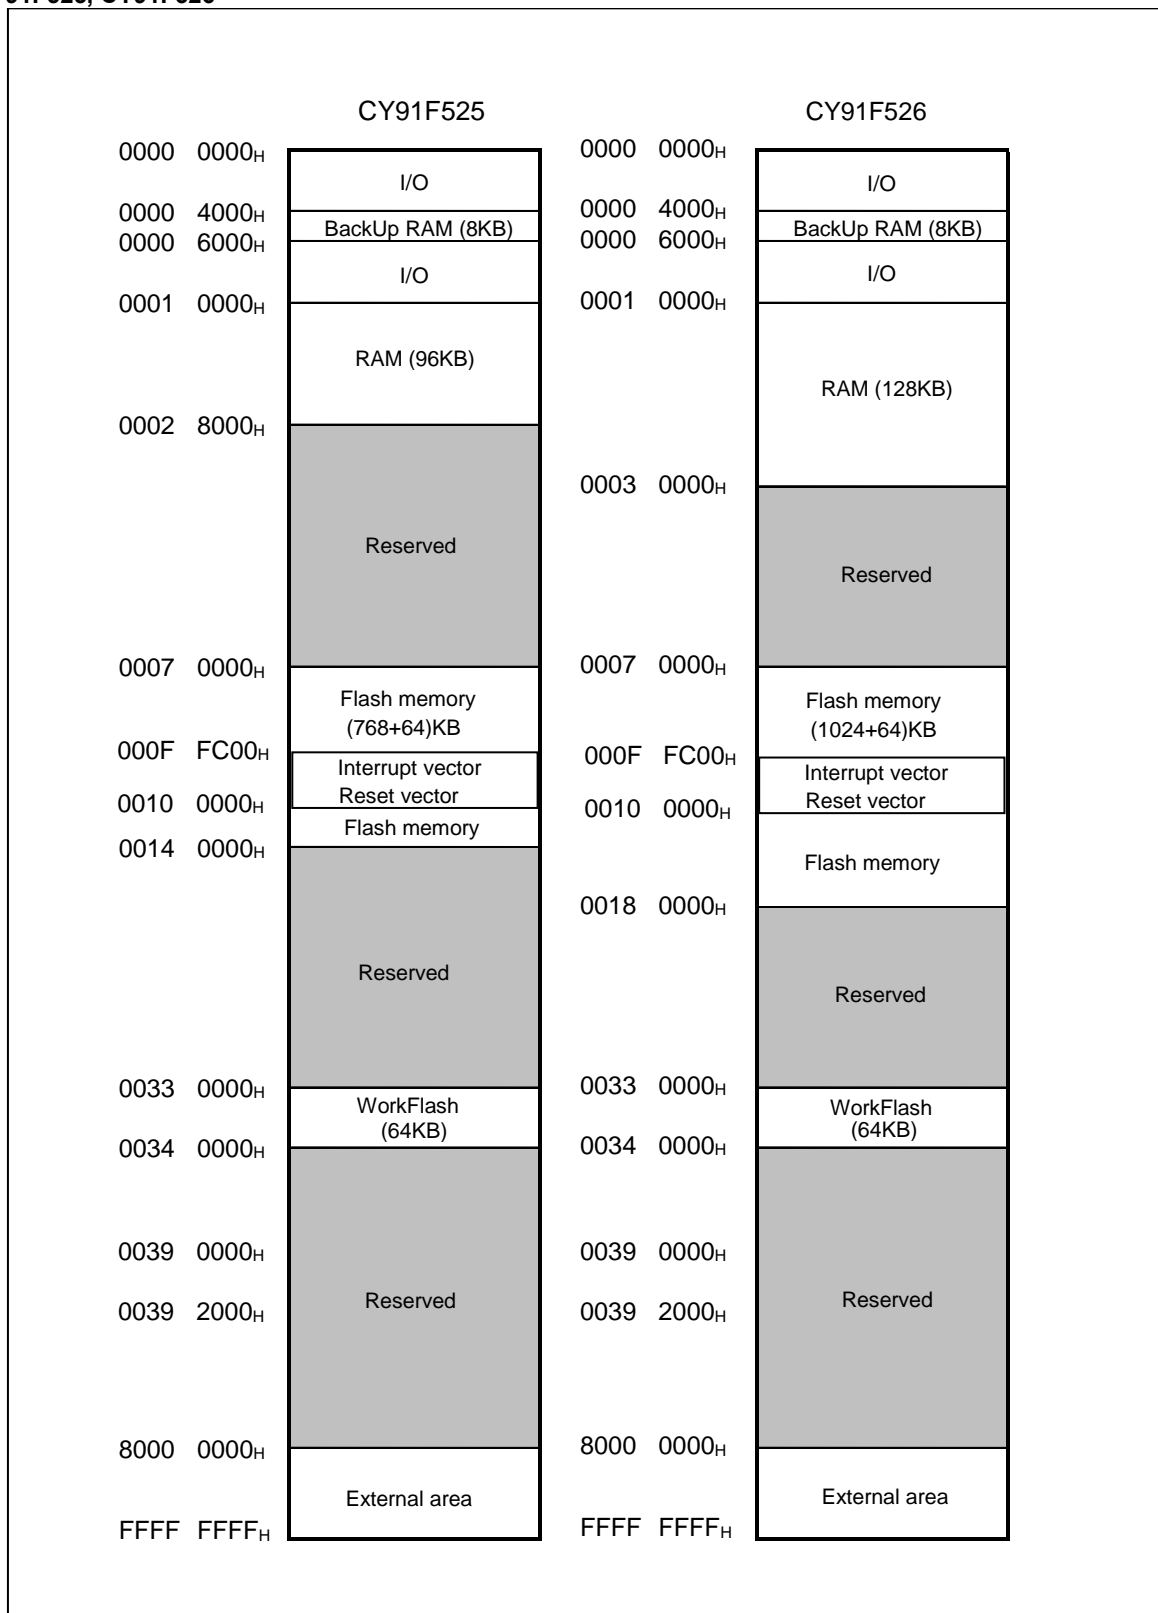 CY91F525
0000 0000H
I/O
0000 4000H
BackUp RAM (8KB)
0000 6000H
I/O
0001 0000H
RAM (96KB)
0002 8000H
Reserved
0007 0000H
Flash memory
(768+64)KB
000F FC00H
Interrupt vector
Reset vector
0010 0000H
Flash memory
0014 0000H
Reserved
0033 0000H
WorkFlash
(64KB)
0034 0000H
0039 0000H
Reserved
0039 2000H
8000 0000H
External area
FFFF FFFFH
CY91F526
0000 0000H
I/O
0000 4000H
BackUp RAM (8KB)
0000 6000H
I/O
0001 0000H
RAM (128KB)
0003 0000H
Reserved
0007 0000H
Flash memory
(1024+64)KB
000F FC00H
Interrupt vector
Reset vector
0010 0000H
Flash memory
0018 0000H
Reserved
0033 0000H
WorkFlash
(64KB)
0034 0000H
0039 0000H
Reserved
0039 2000H
8000 0000H
External area
FFFF FFFFH